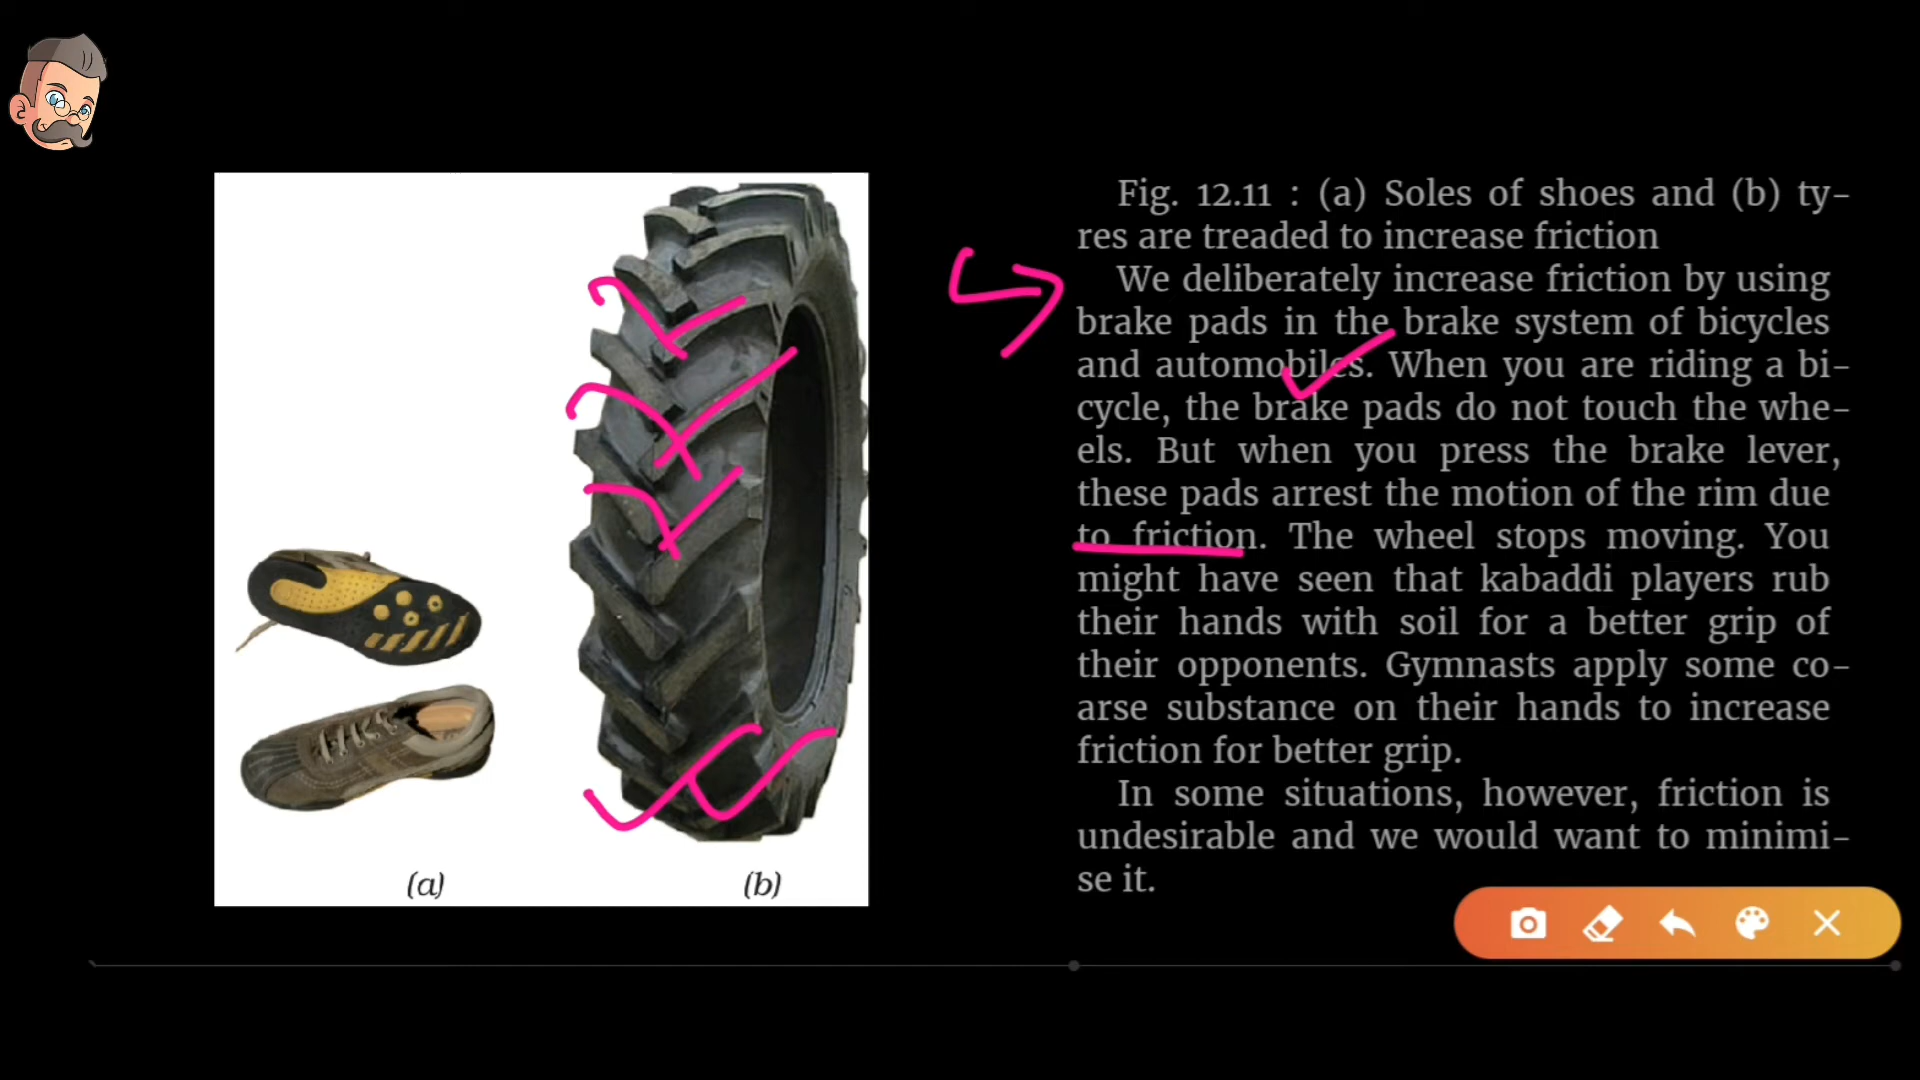 (a)
(b)
Fig. 12.11 : (a) Soles of shoes and (b) ty-
res are treaded to increase friction
We deliberately increase friction by using
brake pads in the brake system of bicycles
and automobiles. When you are riding a bi-
cycle, the brake pads do not touch the whe-
els. But when you press the brake lever,
these pads arrest the motion of the rim due
to friction. The wheel stops moving. You
might have seen that kabaddi players rub
their hands with soil for a better grip of
their opponents. Gymnasts apply some co-
arse substance on their hands to increase
friction for better grip.
In some situations, however, friction is
undesirable and we would want to minimi-
se it.